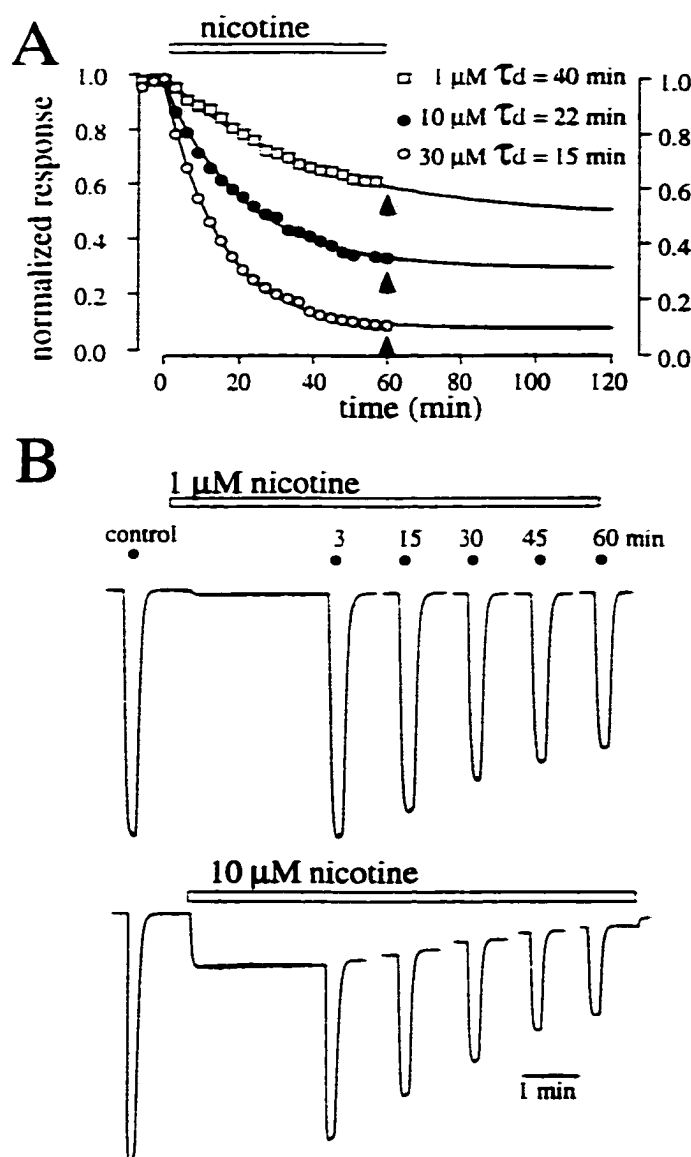 A
nicotine
1.0
0.8
0.6
0.4
0.2
0.0
normalized response
□ 1 μM τd = 40 min
● 10 μM τd = 22 min
○ 30 μM τd = 15 min
1.0
0.8
0.6
0.4
0.2
0.0
0 20 40 60 80 100 120
time (min)
B
1 μM nicotine
control 3 15 30 45 60 min
10 μM nicotine
1 min